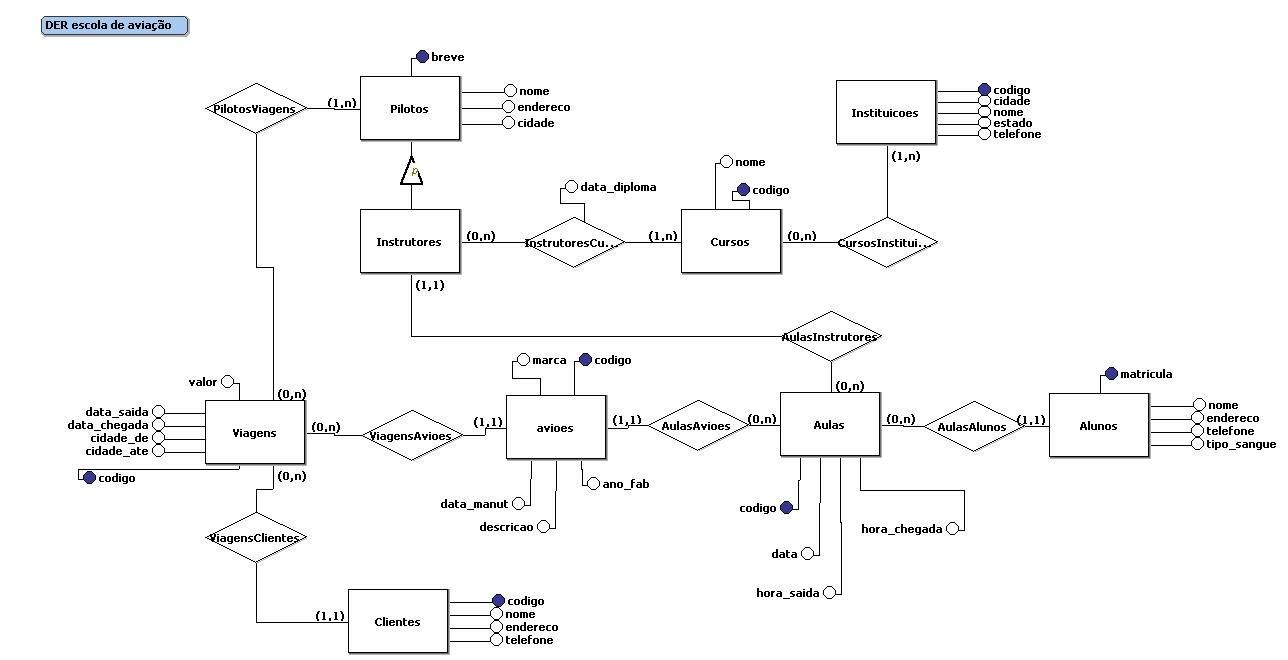 DER escola de aviação
breve
PilotosViagens
(1,n)
Pilotos
nome
endereco
cidade
Instituicoes
codigo
cidade
nome
estado
telefone
(1,n)
p
nome
codigo
data_diploma
Instrutores
(0,n)
InstrutoresCu...
(1,n)
Cursos
(0,n)
CursosInstitui...
(1,1)
AulasInstrutores
(0,n)
valor
data_saida
data_chegada
cidade_de
cidade_ate
codigo
(0,n)
Viagens
(0,n)
(0,n)
ViagensAvioes
(1,1)
marca
codigo
avioes
data_manut
descricao
ano_fab
(1,1)
AulasAvioes
(0,n)
Aulas
(0,n)
AulasAlunos
(1,1)
matricula
Alunos
nome
endereco
telefone
tipo_sangue
codigo
data
hora_saida
hora_chegada
ViagensClientes
(1,1)
Clientes
codigo
nome
endereco
telefone